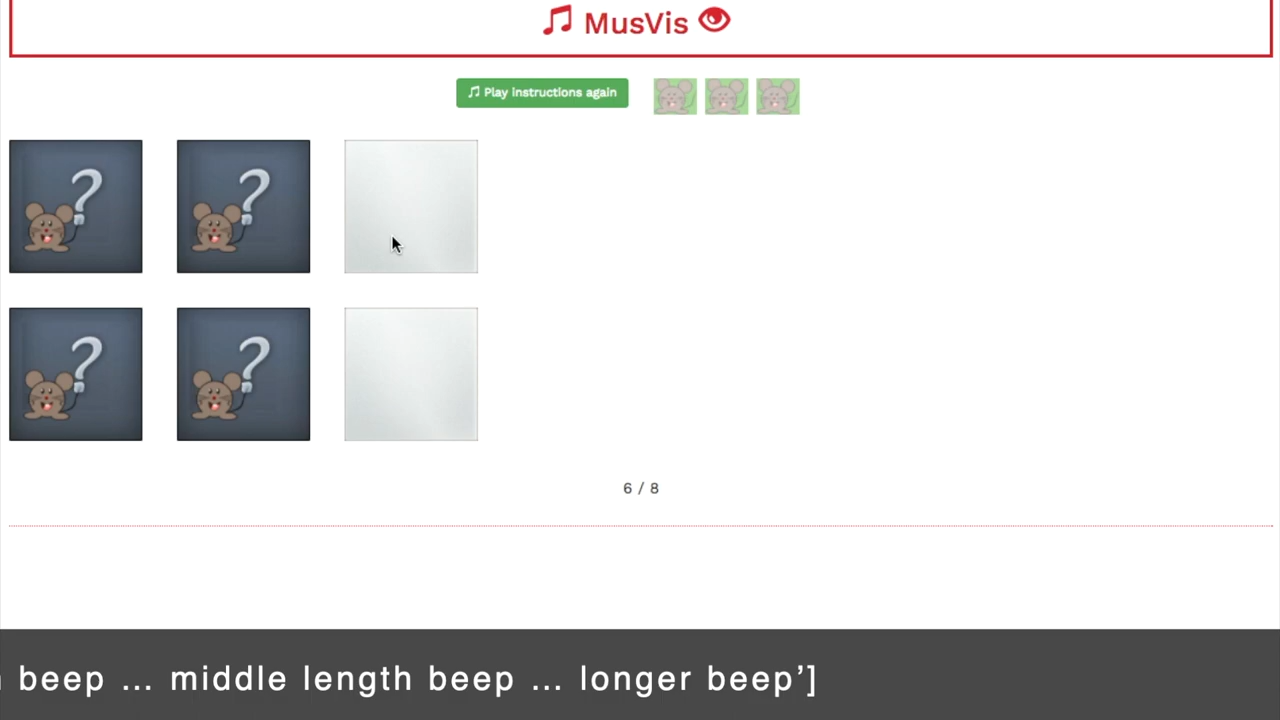 MusVis
Play instructions again
?
?
?
?
6 / 8
beep ... middle length beep ... longer beep’]